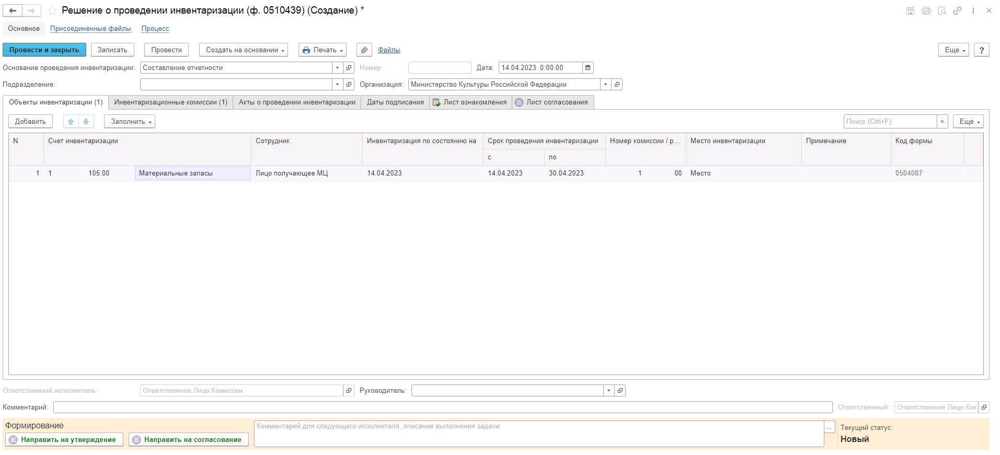 Решение о проведении инвентаризации (ф. 0510439) (Создание) *
Основное Присоединенные файлы Процесс
Провести и закрыть Записать Провести Создать на основании Печать Файлы Еще ?
Основание проведения инвентаризации: Составление отчетности Номер: Дата: 14.04.2023 0:00:00
Подразделение: Организация: Министерство Культуры Российской Федерации
Объекты инвентаризации (1) Инвентаризационные комиссии (1) Акты о проведении инвентаризации Даты подписания Лист ознакомления Лист согласования
Добавить Заполнить Поиск (Ctrl+F) × Еще
N Счет инвентаризации Сотрудник Инвентаризация по состоянию на Срок проведения инвентаризации Номер комиссии / р... Место инвентаризации Примечание Код формы
с по
1 1 105.00 Материальные запасы Лицо получающее МЦ 14.04.2023 14.04.2023 30.04.2023 1 00 Место 0504087
Ответственный исполнитель: Ответственное Лицо Комиссии Руководитель:
Комментарий: Ответственный: Ответственное Лицо Ком
Формирование Комментарий для следующего исполнителя, описание выполнения задачи ... Текущий статус:
Направить на утверждение Направить на согласование Новый